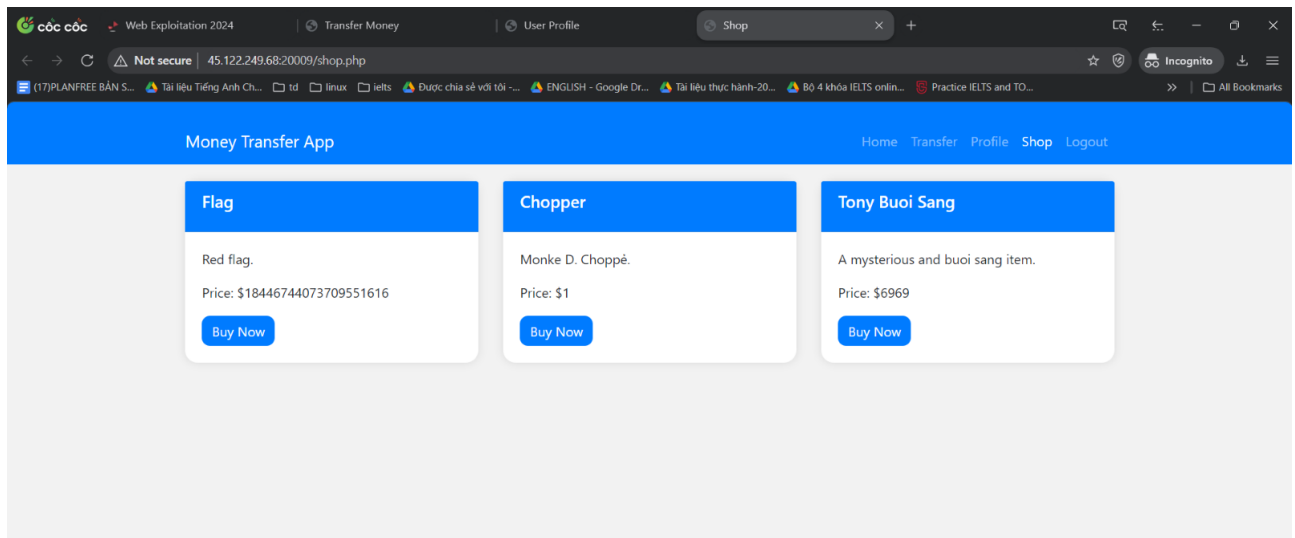 cốc cốc
Web Exploitation 2024
Transfer Money
User Profile
Shop
Not secure 45.122.249.68:20009/shop.php
Incognito
(17)PLANFREE BẢN S... Tài liệu Tiếng Anh Ch... td linux ielts Được chia sẻ với tôi -... ENGLISH - Google Dr... Tài liệu thực hành-20... Bộ 4 khóa IELTS onlin... Practice IELTS and TO... All Bookmarks
Money Transfer App
Home Transfer Profile Shop Logout
Flag
Red flag.
Price: $18446744073709551616
Buy Now
Chopper
Monke D. Choppé.
Price: $1
Buy Now
Tony Buoi Sang
A mysterious and buoi sang item.
Price: $6969
Buy Now